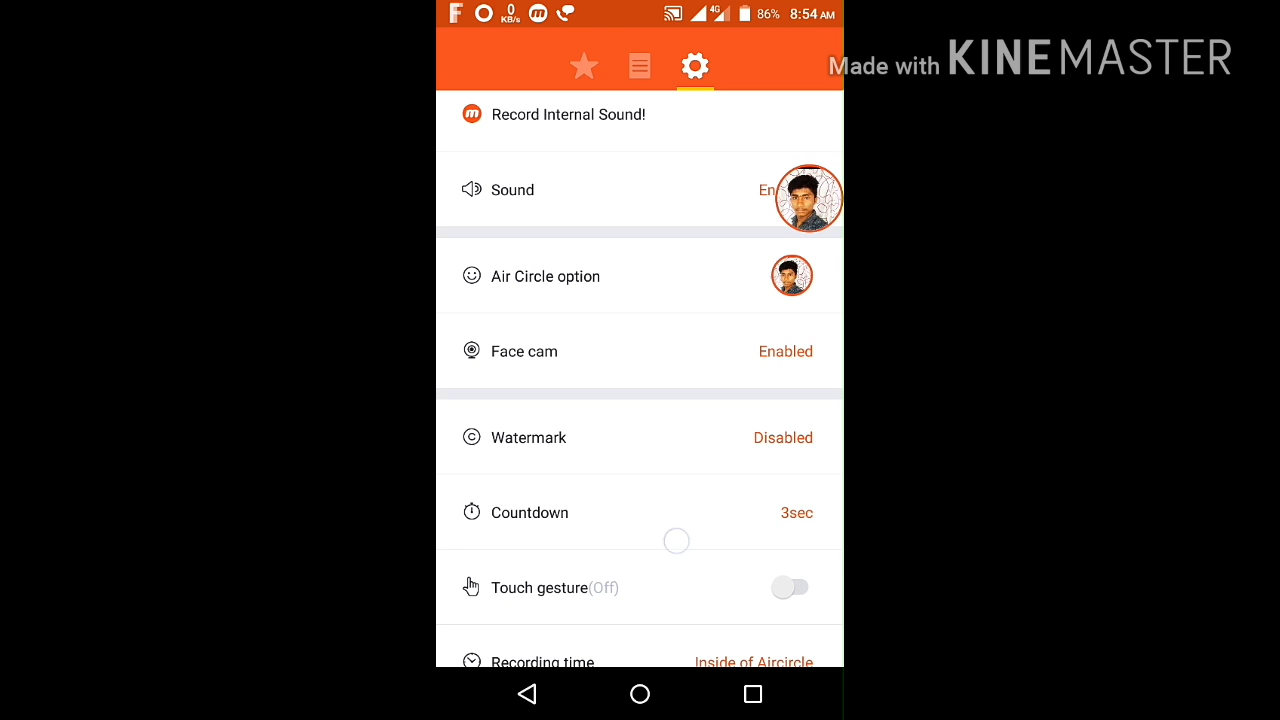 0
KB/s
4G
86%
8:54 AM
Made with KINEMASTER
Record Internal Sound!
Sound
En
Air Circle option
Face cam
Enabled
Watermark
Disabled
Countdown
3sec
Touch gesture(Off)
Recording time
Inside of Aircircle